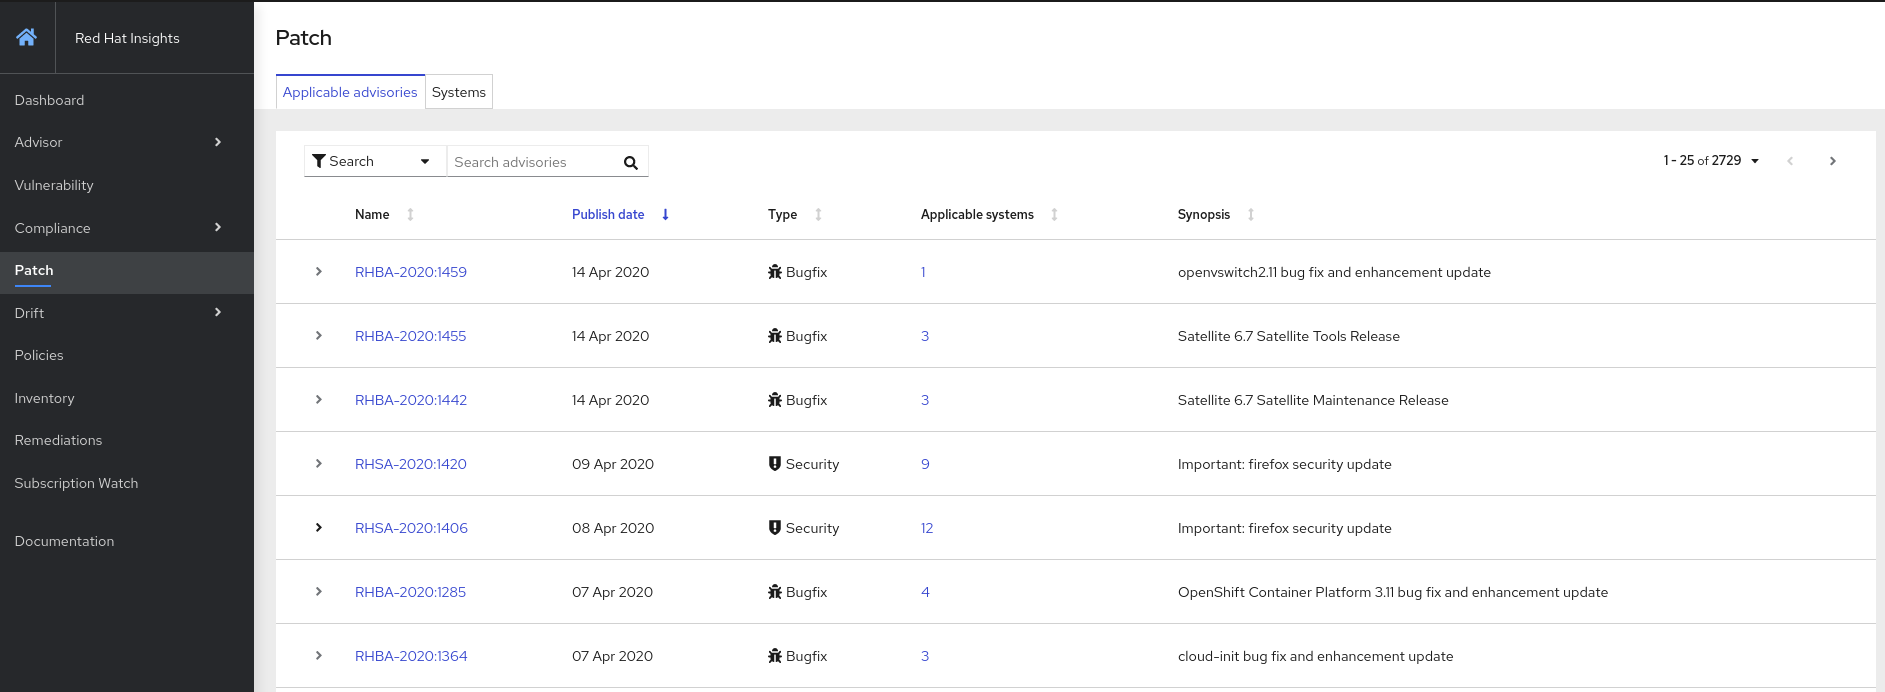 Red Hat Insights
Dashboard
Advisor
Vulnerability
Compliance
Patch
Drift
Policies
Inventory
Remediations
Subscription Watch
Documentation
Patch
Applicable advisories Systems
Search Search advisories 1 - 25 of 2729
Name Publish date Type Applicable systems Synopsis
RHBA-2020:1459 14 Apr 2020 Bugfix 1 openvswitch2.11 bug fix and enhancement update
RHBA-2020:1455 14 Apr 2020 Bugfix 3 Satellite 6.7 Satellite Tools Release
RHBA-2020:1442 14 Apr 2020 Bugfix 3 Satellite 6.7 Satellite Maintenance Release
RHSA-2020:1420 09 Apr 2020 Security 9 Important: firefox security update
RHSA-2020:1406 08 Apr 2020 Security 12 Important: firefox security update
RHBA-2020:1285 07 Apr 2020 Bugfix 4 OpenShift Container Platform 3.11 bug fix and enhancement update
RHBA-2020:1364 07 Apr 2020 Bugfix 3 cloud-init bug fix and enhancement update